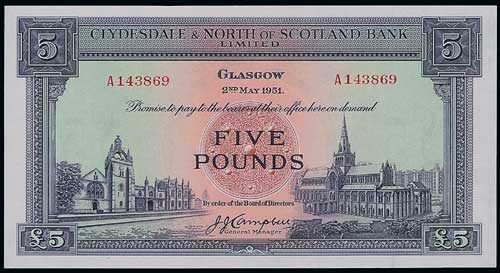 5 CLYDESDALE & NORTH OF SCOTLAND BANK 5
LIMITED
A143869 GLASGOW A143869
2ND MAY 1951.
Promise to pay to the bearer at their office here on demand
FIVE
POUNDS
By order of the Board of Directors
J.J. Campbell
General Manager
£5 £5